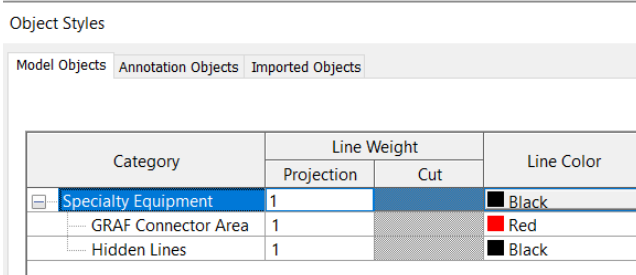 Object Styles
Model Objects Annotation Objects Imported Objects
Category Line Weight Line Color
Projection Cut
Specialty Equipment 1 Black
GRAF Connector Area 1 Red
Hidden Lines 1 Black